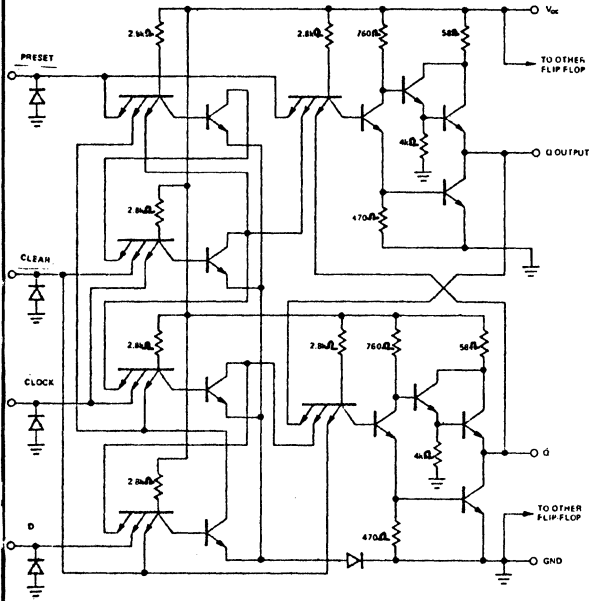 VCC
2.8kΩ
2.8kΩ
760Ω
58Ω
PRESET
TO OTHER
FLIP FLOP
4kΩ
Q OUTPUT
2.8kΩ
470Ω
CLEAR
2.8kΩ
2.8kΩ
760Ω
58Ω
CLOCK
4kΩ
Q̄
2.8kΩ
TO OTHER
FLIP-FLOP
D
470Ω
GND